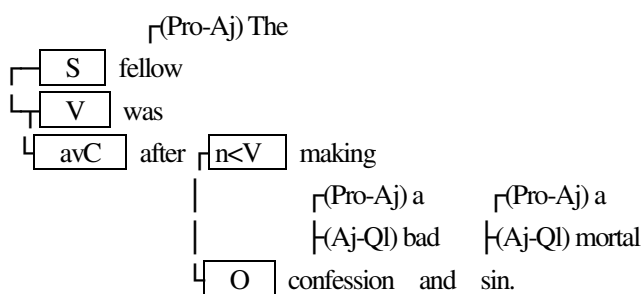 (Pro-Aj) The
S fellow
V was
avC after n<V making
(Pro-Aj) a (Pro-Aj) a
(Aj-Ql) bad (Aj-Ql) mortal
O confession and sin.